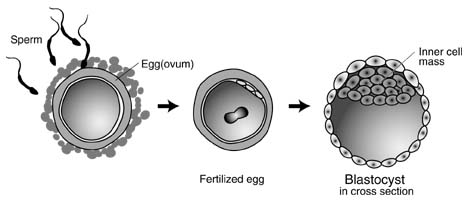 Sperm
Egg(ovum)
Inner cell
mass
Fertilized egg
Blastocyst
in cross section